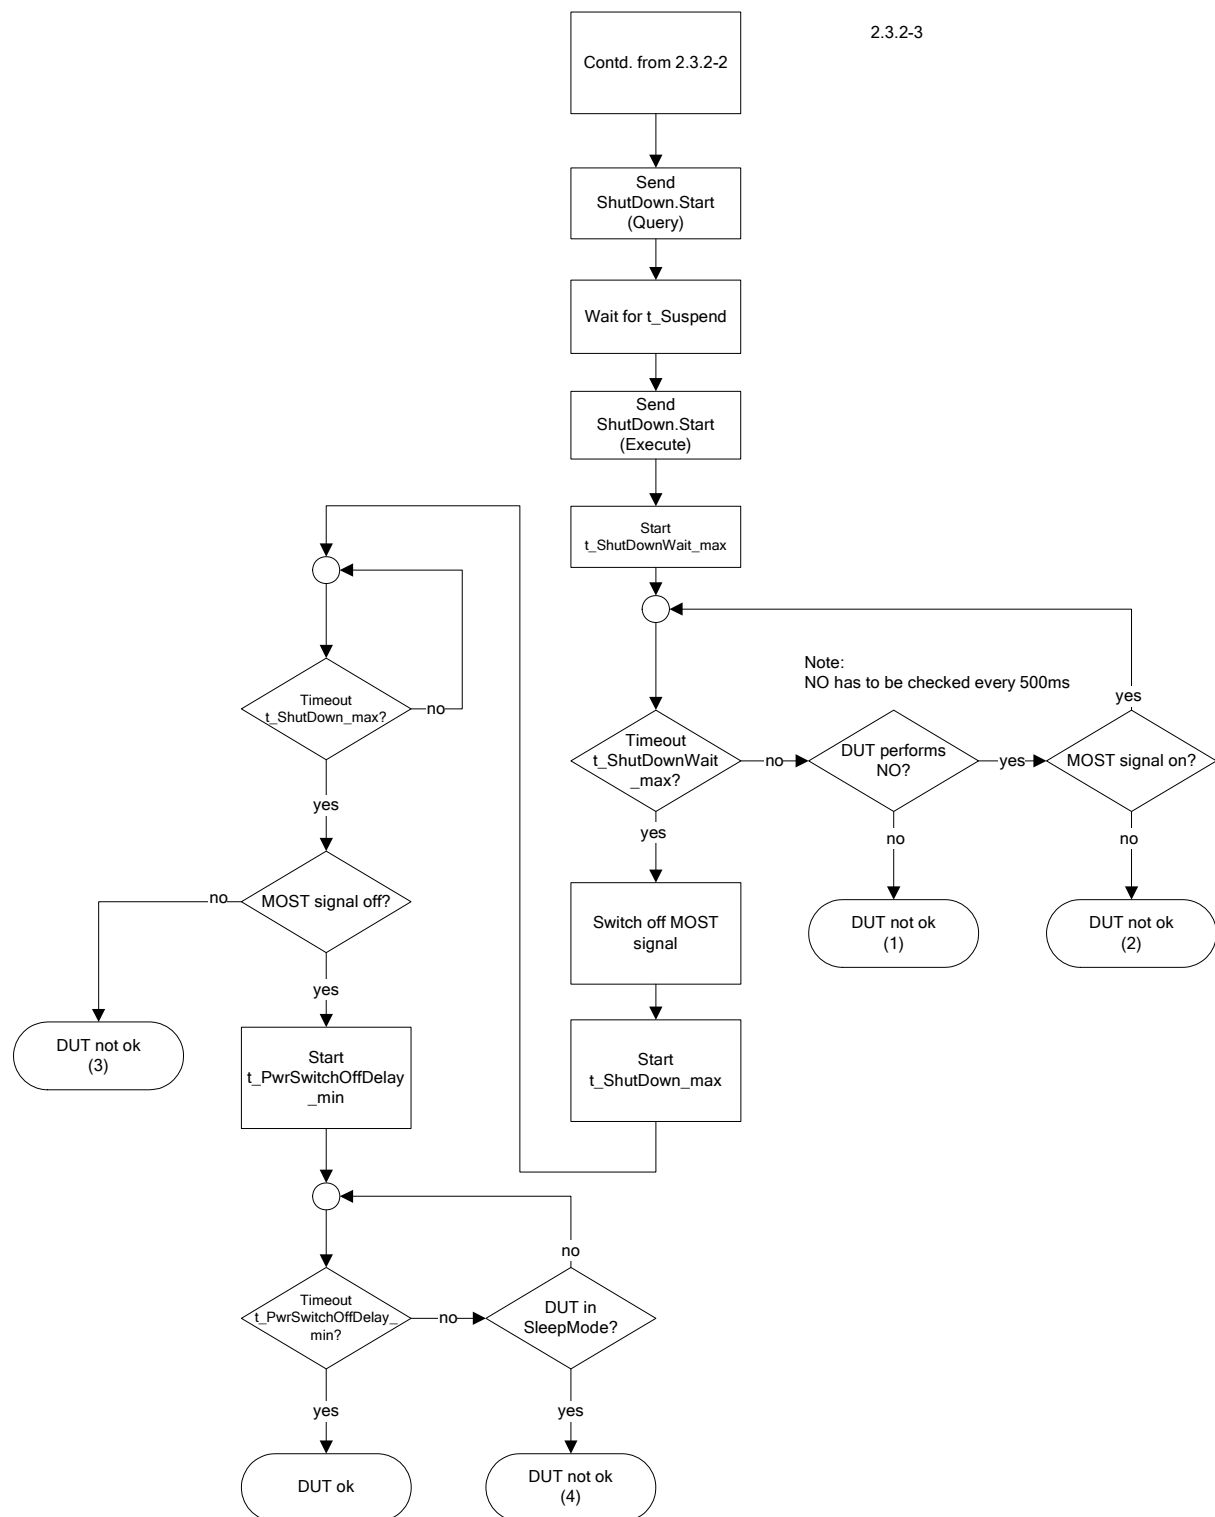 2.3.2-3
Contd. from 2.3.2-2
Send
ShutDown.Start
(Query)
Wait for t_Suspend
Send
ShutDown.Start
(Execute)
Start
t_ShutDownWait_max
Note:
NO has to be checked every 500ms
Timeout
t_ShutDownWait
_max?
no
DUT performs
NO?
yes
MOST signal on?
yes
no
DUT not ok
(1)
no
DUT not ok
(2)
yes
Switch off MOST
signal
Start
t_ShutDown_max
Timeout
t_ShutDown_max?
no
yes
MOST signal off?
no
DUT not ok
(3)
yes
Start
t_PwrSwitchOffDelay
_min
Timeout
t_PwrSwitchOffDelay_
min?
no
DUT in
SleepMode?
no
yes
DUT ok
yes
DUT not ok
(4)